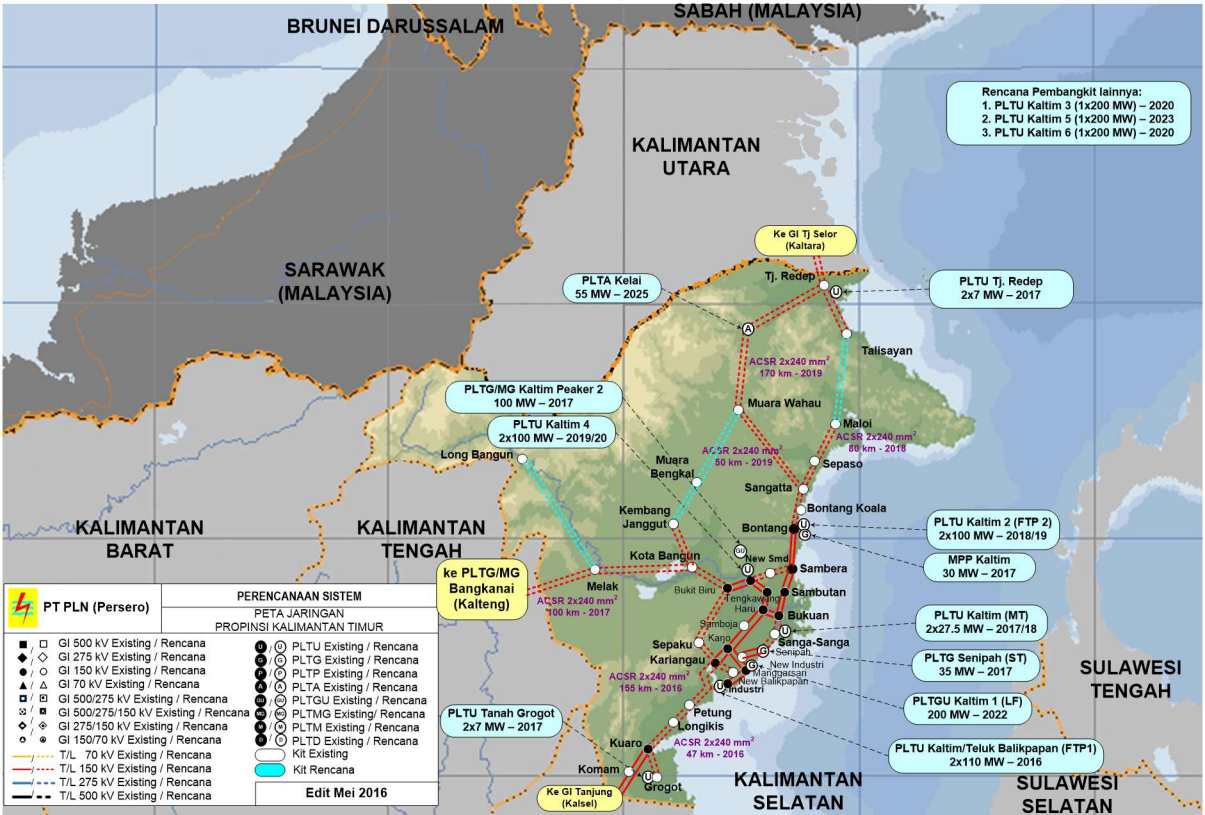 BRUNEI DARUSSALAM
SABAH (MALAYSIA)
Rencana Pembangkit lainnya:
1. PLTU Kaltim 3 (1x200 MW) – 2020
2. PLTU Kaltim 5 (1x200 MW) – 2023
3. PLTU Kaltim 6 (1x200 MW) – 2020
KALIMANTAN
UTARA
SARAWAK
(MALAYSIA)
Ke GI Tj Selor
(Kaltara)
Tj. Redep
U
PLTU Tj. Redep
2x7 MW – 2017
PLTA Kelai
55 MW – 2025
A
Talisayan
ACSR 2x240 mm2
170 km - 2019
PLTG/MG Kaltim Peaker 2
100 MW – 2017
PLTU Kaltim 4
2x100 MW – 2019/20
Muara Wahau
Maloi
ACSR 2x240 mm2
80 km - 2018
ACSR 2x240 mm2
50 km - 2019
Long Bangun
Muara
Bengkal
Sepaso
Sangatta
Bontang Koala
Kembang
Janggut
Bontang
U
G
PLTU Kaltim 2 (FTP 2)
2x100 MW – 2018/19
MPP Kaltim
30 MW – 2017
KALIMANTAN
BARAT
KALIMANTAN
TENGAH
Kota Bangun
GU
New Smd
U
Sambera
ke PLTG/MG
Bangkanai
(Kalteng)
Melak
ACSR 2x240 mm2
100 km - 2017
Bukit Biru
Tengkawang
Haru
Sambutan
Bukuan
PLTU Kaltim (MT)
2x27.5 MW – 2017/18
Samboja
U
Sanga-Sanga
Karjo
Sepaku
Senipah
G
PLTG Senipah (ST)
35 MW – 2017
Kariangau
New Industri
G
Manggarsari
New Balikpapan
Industri
U
ACSR 2x240 mm2
155 km - 2016
PLTGU Kaltim 1 (LF)
200 MW – 2022
SULAWESI
TENGAH
PLTU Tanah Grogot
2x7 MW – 2017
Petung
Longikis
PLTU Kaltim/Teluk Balikpapan (FTP1)
2x110 MW – 2016
Kuaro
ACSR 2x240 mm2
47 km - 2016
Komam
U
Grogot
Ke GI Tanjung
(Kalsel)
KALIMANTAN
SELATAN
SULAWESI
SELATAN
PT PLN (Persero)
PERENCANAAN SISTEM
PETA JARINGAN
PROPINSI KALIMANTAN TIMUR
GI 500 kV Existing / Rencana
GI 275 kV Existing / Rencana
GI 150 kV Existing / Rencana
GI 70 kV Existing / Rencana
GI 500/275 kV Existing / Rencana
GI 500/275/150 kV Existing / Rencana
GI 275/150 kV Existing / Rencana
GI 150/70 kV Existing / Rencana
T/L 70 kV Existing / Rencana
T/L 150 kV Existing / Rencana
T/L 275 kV Existing / Rencana
T/L 500 kV Existing / Rencana
U / U PLTU Existing / Rencana
G / G PLTG Existing / Rencana
P / P PLTP Existing / Rencana
A / A PLTA Existing / Rencana
GU / GU PLTGU Existing / Rencana
MG / MG PLTMG Existing / Rencana
M / M PLTM Existing / Rencana
D / D PLTD Existing / Rencana
Kit Existing
Kit Rencana
Edit Mei 2016